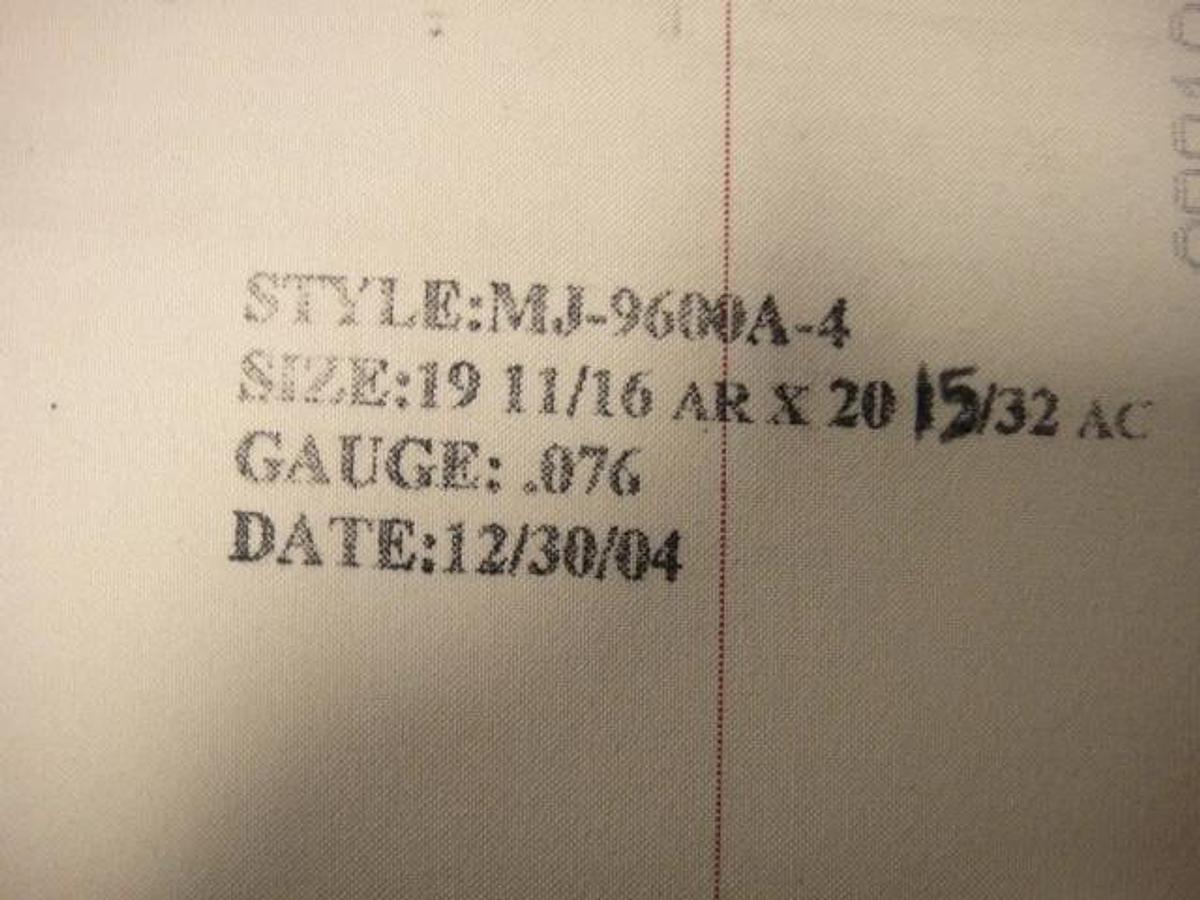 STYLE:MJ-9600A-4
SIZE:19 11/16 AR X 20 15/32 AC
GAUGE: .076
DATE:12/30/04